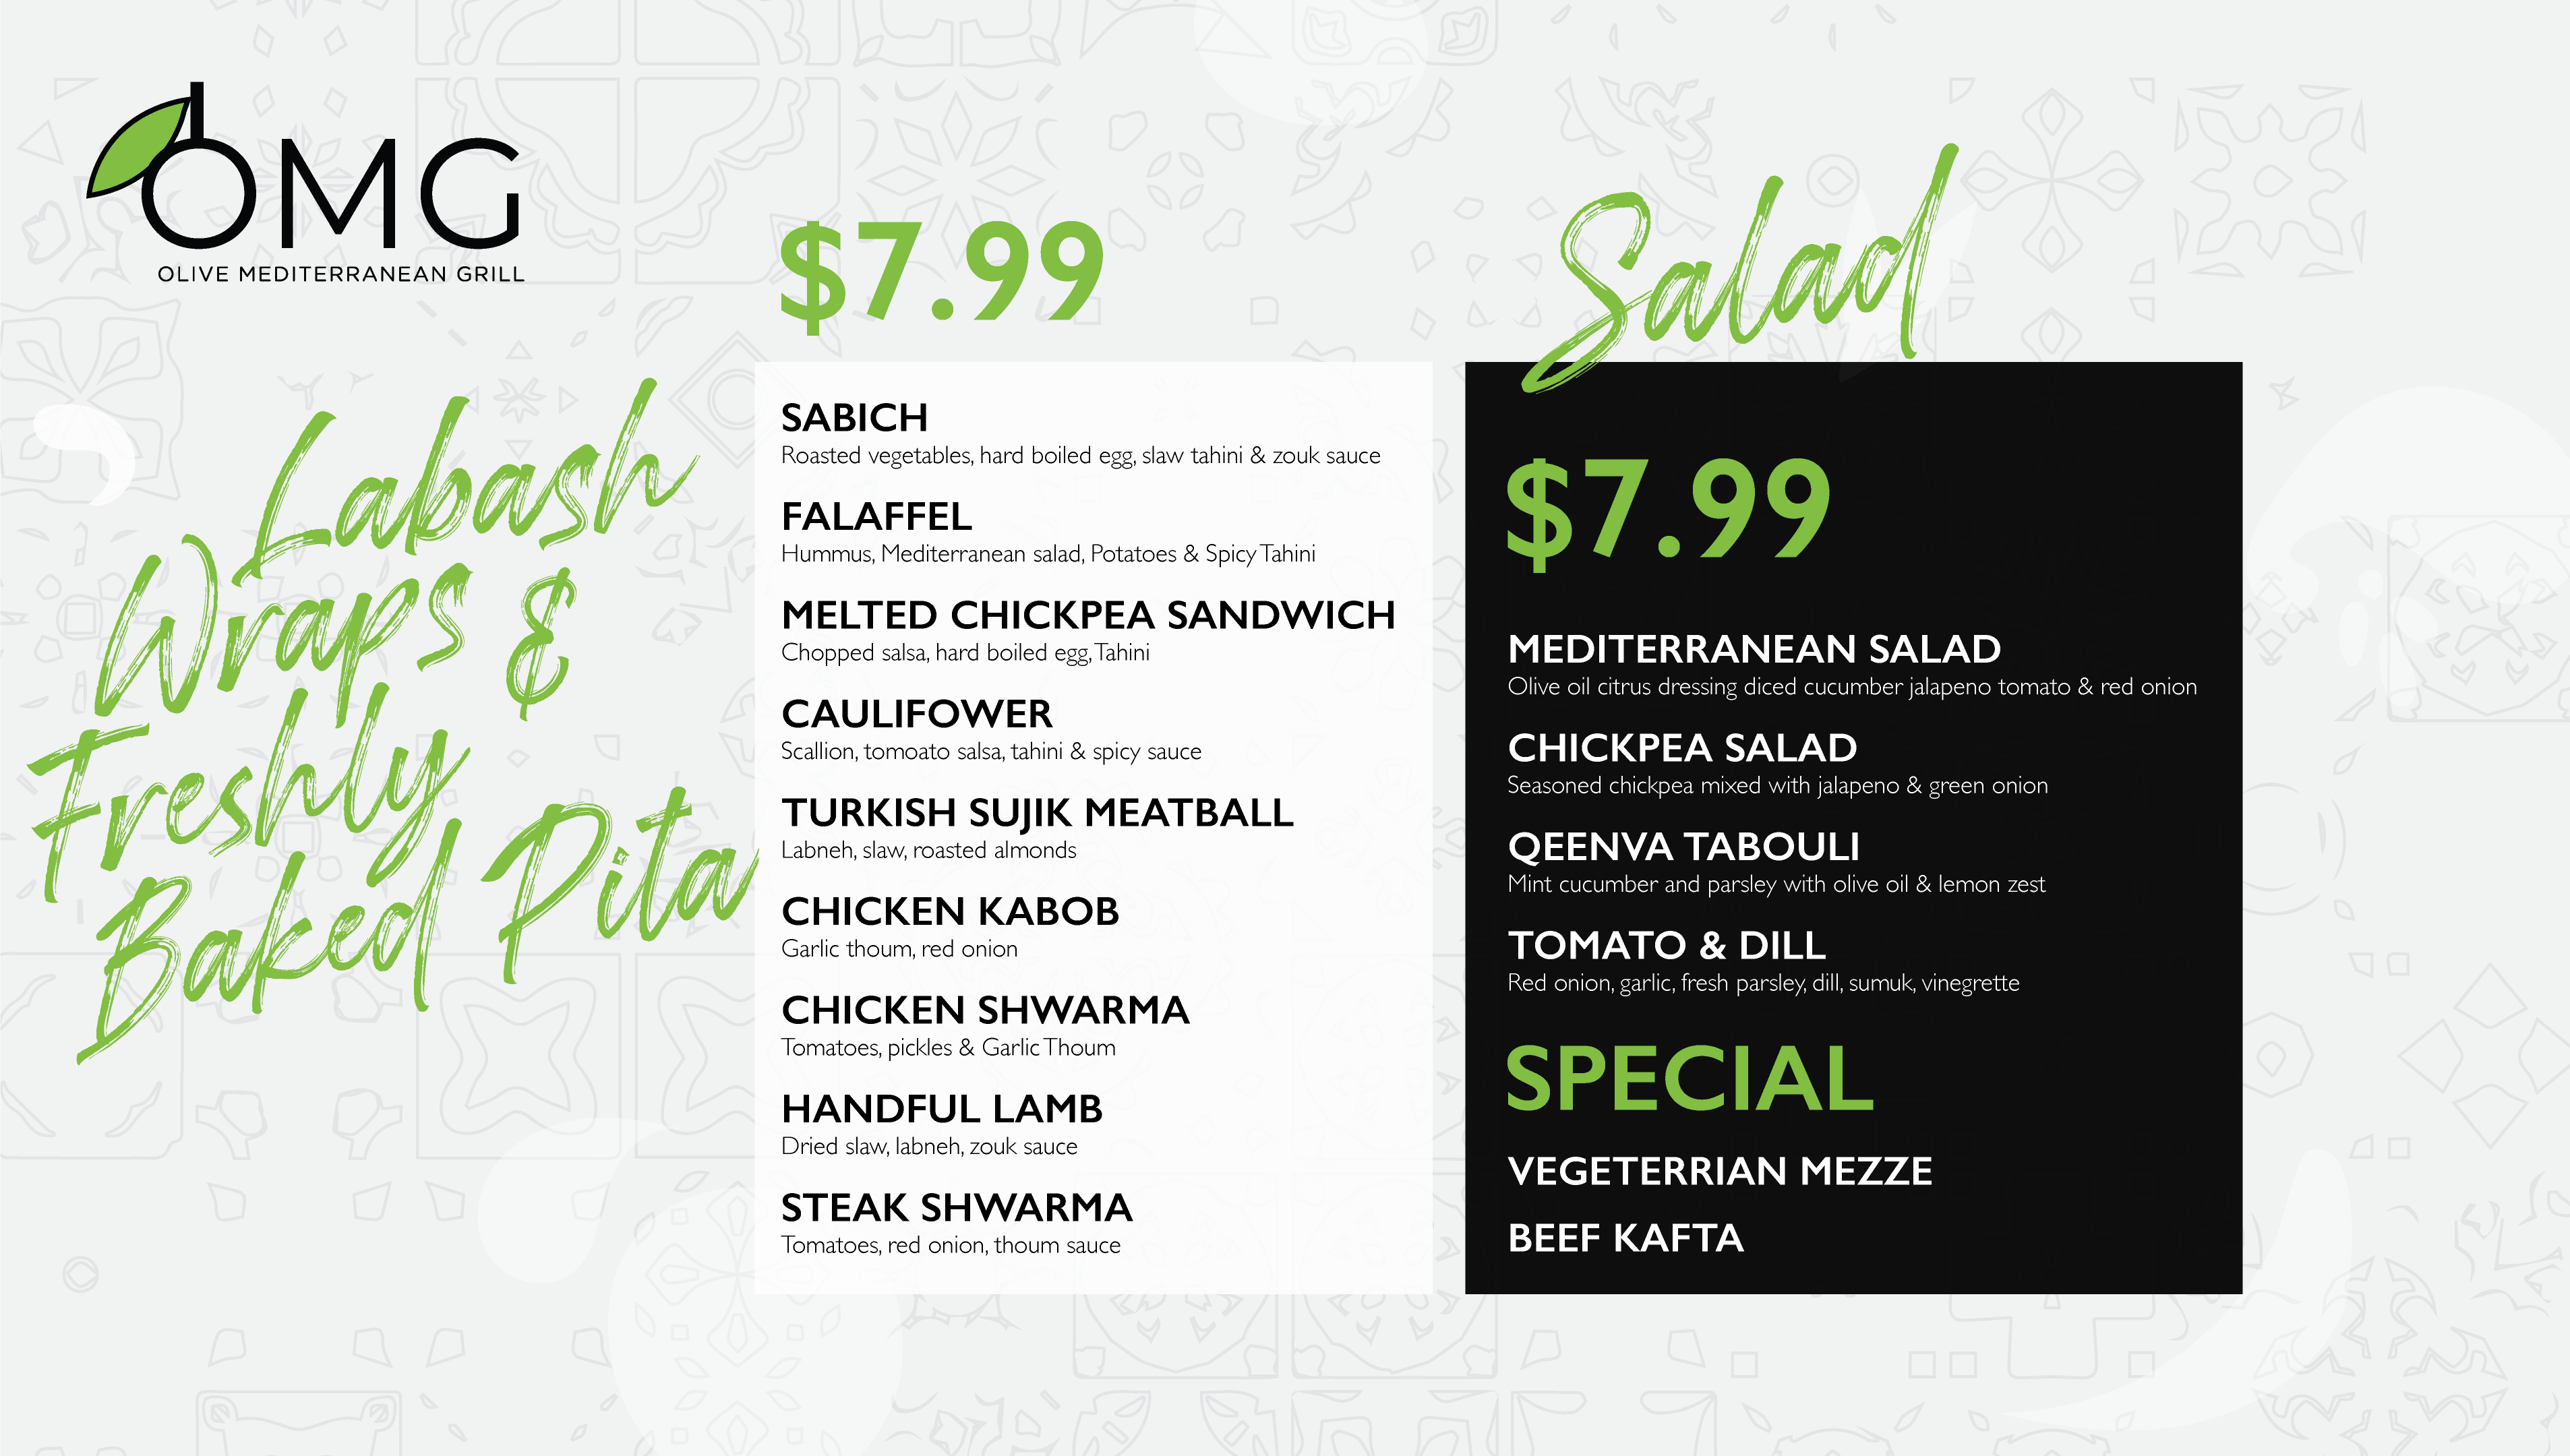 OMG
OLIVE MEDITERRANEAN GRILL
Labash
Wraps &
Freshly
Baked Pita
$7.99
SABICH
Roasted vegetables, hard boiled egg, slaw tahini & zouk sauce
FALAFFEL
Hummus, Mediterranean salad, Potatoes & Spicy Tahini
MELTED CHICKPEA SANDWICH
Chopped salsa, hard boiled egg, Tahini
CAULIFOWER
Scallion, tomoato salsa, tahini & spicy sauce
TURKISH SUJIK MEATBALL
Labneh, slaw, roasted almonds
CHICKEN KABOB
Garlic thoum, red onion
CHICKEN SHWARMA
Tomatoes, pickles & Garlic Thoum
HANDFUL LAMB
Dried slaw, labneh, zouk sauce
STEAK SHWARMA
Tomatoes, red onion, thoum sauce
Salad
$7.99
MEDITERRANEAN SALAD
Olive oil citrus dressing diced cucumber jalapeno tomato & red onion
CHICKPEA SALAD
Seasoned chickpea mixed with jalapeno & green onion
QEENVA TABOULI
Mint cucumber and parsley with olive oil & lemon zest
TOMATO & DILL
Red onion, garlic, fresh parsley, dill, sumuk, vinegrette
SPECIAL
VEGETERRIAN MEZZE
BEEF KAFTA